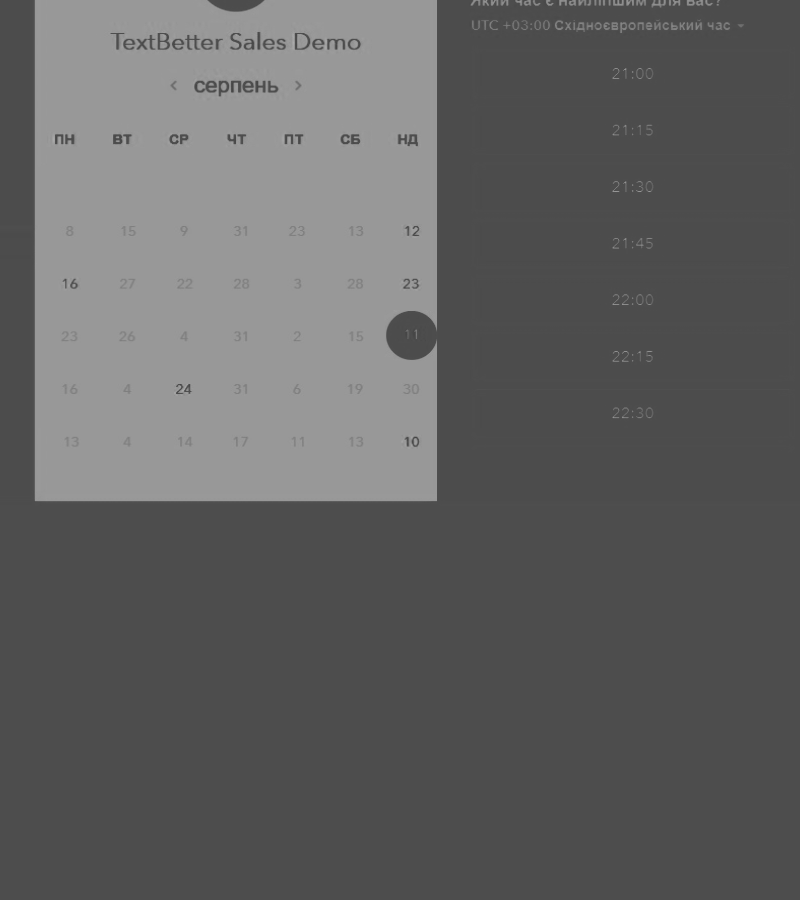 TextBetter Sales Demo
< серпень >
ПН ВТ СР ЧТ ПТ СБ НД
8 15 9 31 23 13 12
16 27 22 28 3 28 23
23 26 4 31 2 15 11
16 4 24 31 6 19 30
13 4 14 17 11 13 10
Який час є найліпшим для вас?
UTC +03:00 Східноєвропейський час
21:00
21:15
21:30
21:45
22:00
22:15
22:30